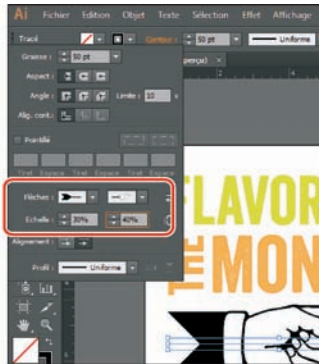 Ai Fichier Edition Objet Texte Sélection Effet Affichage
Tracé Contour : 50 pt Uniforme
Graisse : 50 pt
Aspect :
Angle : Limite : 10 x
Alig. cont. :
Pointillé
Tiret Espace Tiret Espace Tiret Espace
Flèches :
Echelle : 30% 40%
Alignement :
Profil : Uniforme
FLAVOR
THE
MON